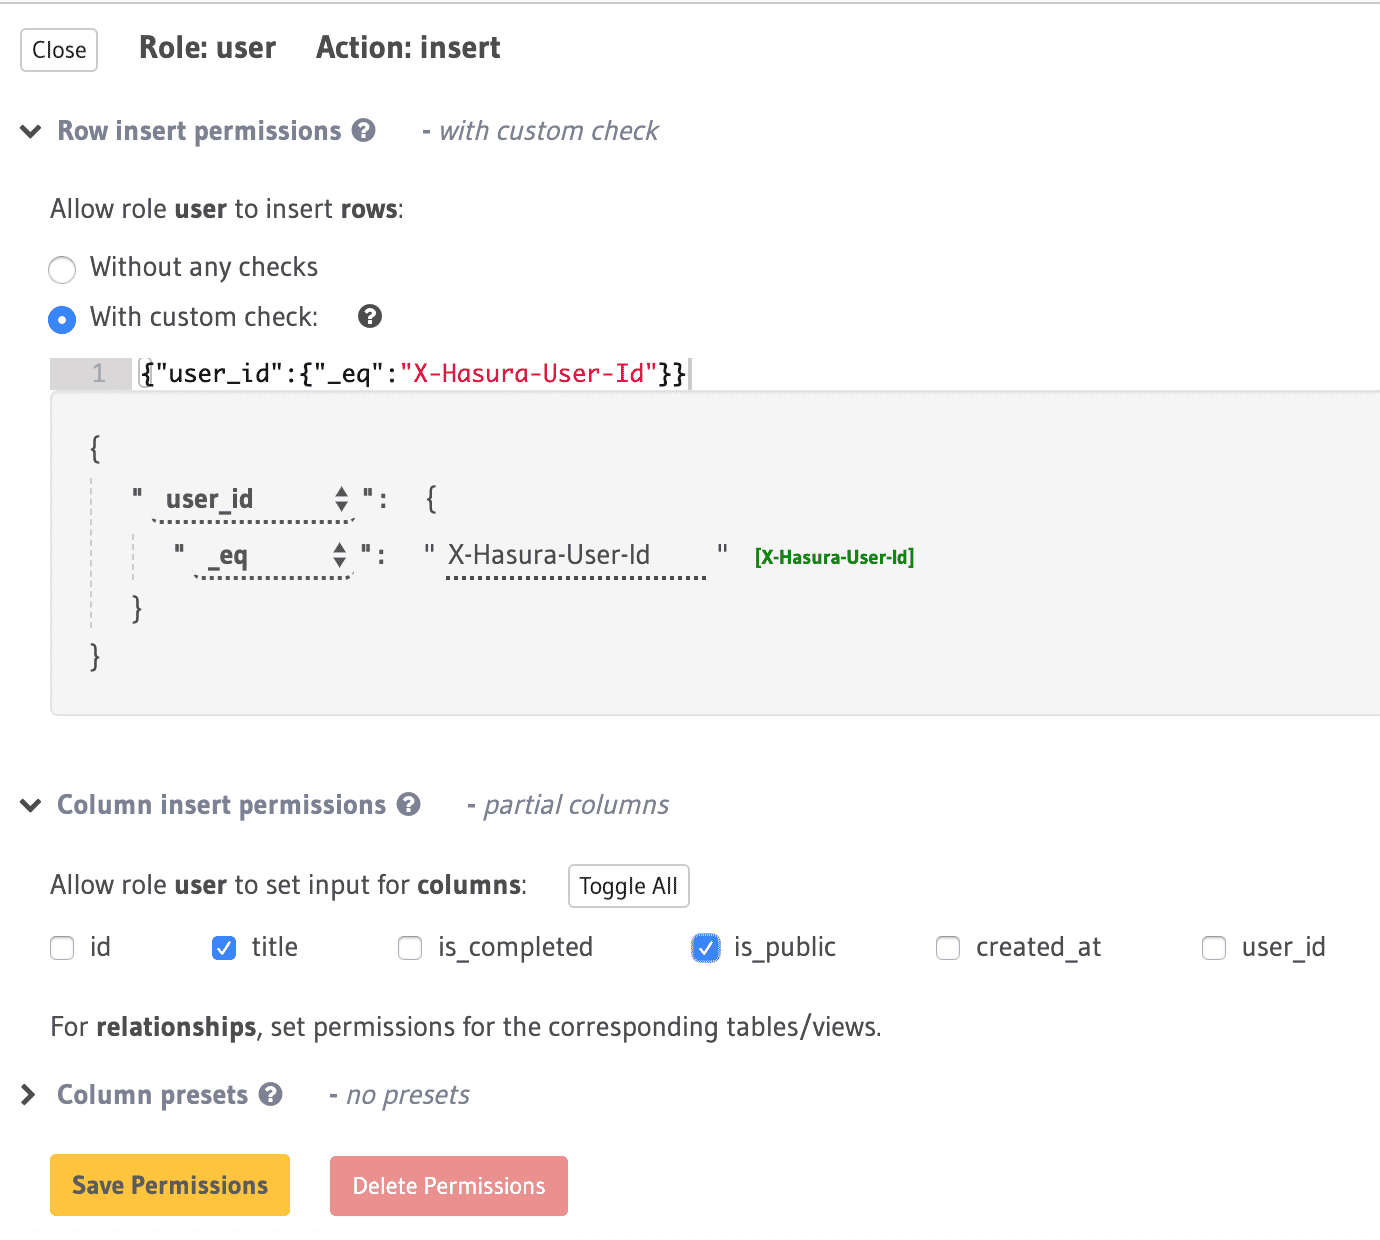 Close Role: user Action: insert
Row insert permissions ? - with custom check
Allow role user to insert rows:
Without any checks
With custom check: ?
1 {"user_id":{"_eq":"X-Hasura-User-Id"}}
{
" user_id ": {
" _eq ": " X-Hasura-User-Id " [X-Hasura-User-Id]
}
}
Column insert permissions ? - partial columns
Allow role user to set input for columns: Toggle All
id title is_completed is_public created_at user_id
For relationships, set permissions for the corresponding tables/views.
Column presets ? - no presets
Save Permissions Delete Permissions